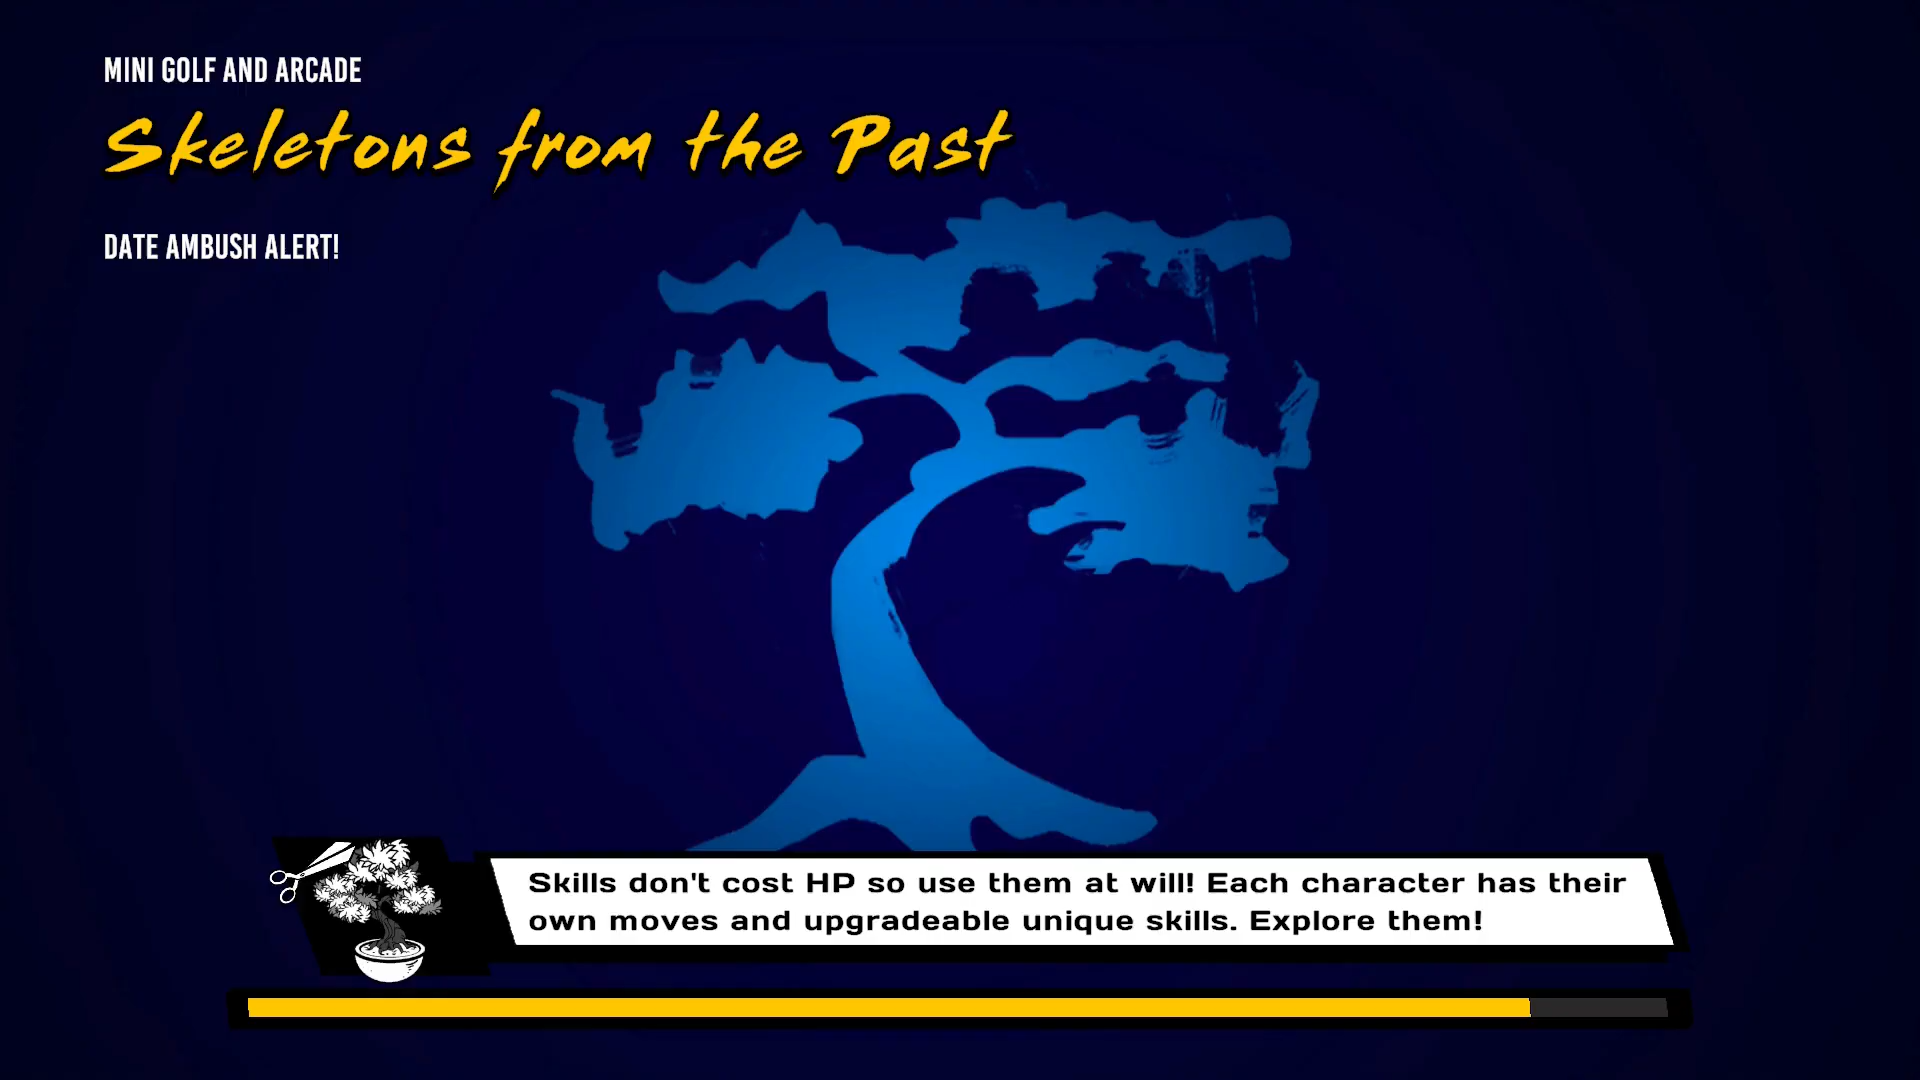 MINI GOLF AND ARCADE
Skeletons from the Past
DATE AMBUSH ALERT!
Skills don't cost HP so use them at will! Each character has their
own moves and upgradeable unique skills. Explore them!